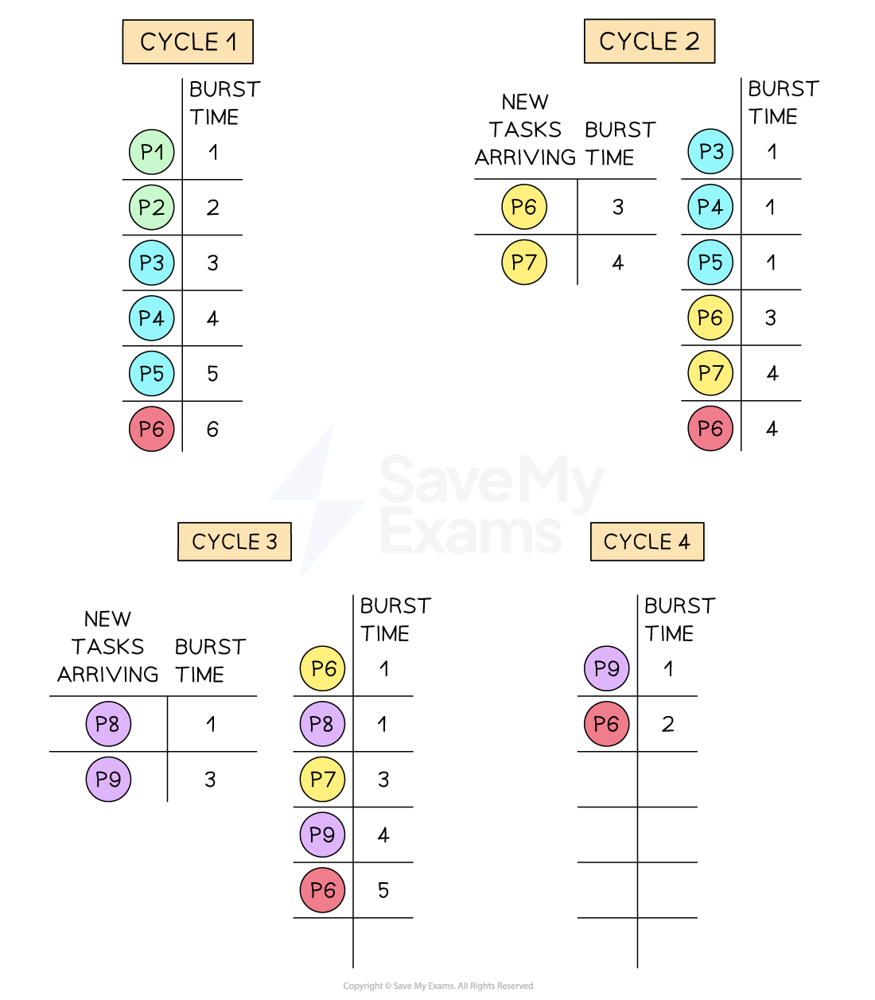 CYCLE 1
BURST
TIME
P1 1
P2 2
P3 3
P4 4
P5 5
P6 6
CYCLE 2
NEW
TASKS BURST
ARRIVING TIME
P6 3
P7 4
BURST
TIME
P3 1
P4 1
P5 1
P6 3
P7 4
P6 4
SaveMy
Exams
CYCLE 3
NEW
TASKS BURST
ARRIVING TIME
P8 1
P9 3
BURST
TIME
P6 1
P8 1
P7 3
P9 4
P6 5
CYCLE 4
BURST
TIME
P9 1
P6 2
Copyright © Save My Exams. All Rights Reserved